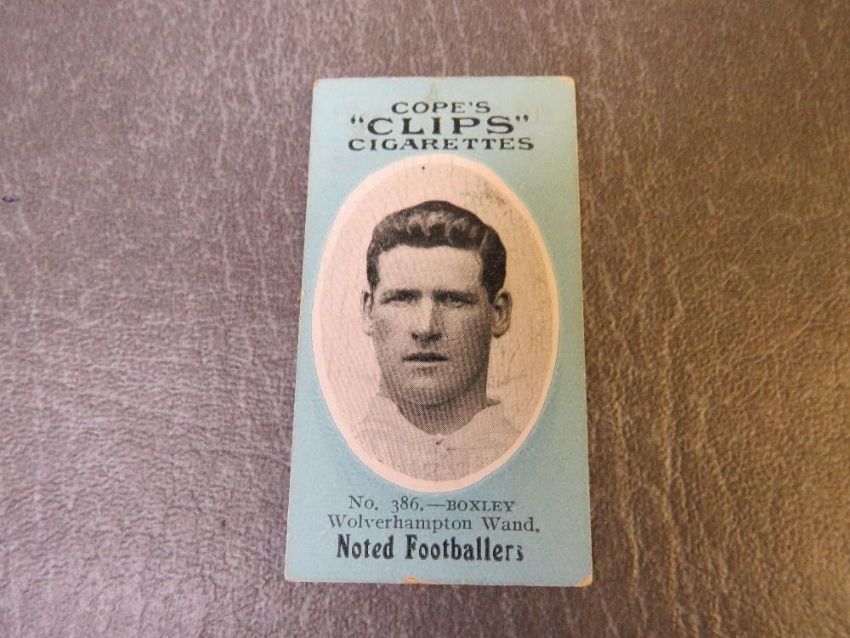 COPE'S
"CLIPS"
CIGARETTES
No. 386.—BOXLEY
Wolverhampton Wand.
Noted Footballers